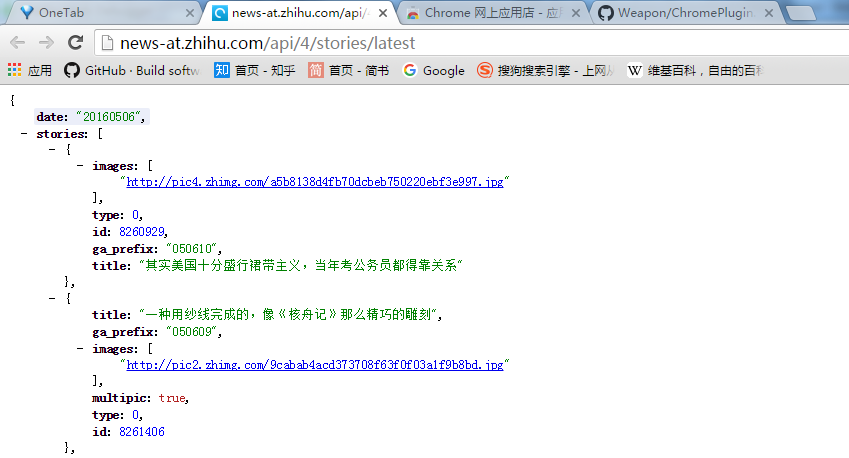 OneTab
news-at.zhihu.com/api/
Chrome 网上应用店 - 应
Weapon/ChromePlugin
news-at.zhihu.com/api/4/stories/latest
应用
GitHub · Build softw
知 首页 - 知乎
简 首页 - 简书
G Google
S 搜狗搜索引擎 - 上网从
W 维基百科，自由的百科
{
date: "20160506",
- stories: [
- {
- images: [
"http://pic4.zhimg.com/a5b8138d4fb70dcbeb750220ebf3e997.jpg"
],
type: 0,
id: 8260929,
ga_prefix: "050610",
title: "其实美国十分盛行裙带主义，当年考公务员都得靠关系"
},
- {
title: "一种用纱线完成的，像《核舟记》那么精巧的雕刻",
ga_prefix: "050609",
- images: [
"http://pic2.zhimg.com/9cabab4acd373708f63f0f03a1f9b8bd.jpg"
],
multipic: true,
type: 0,
id: 8261406
},